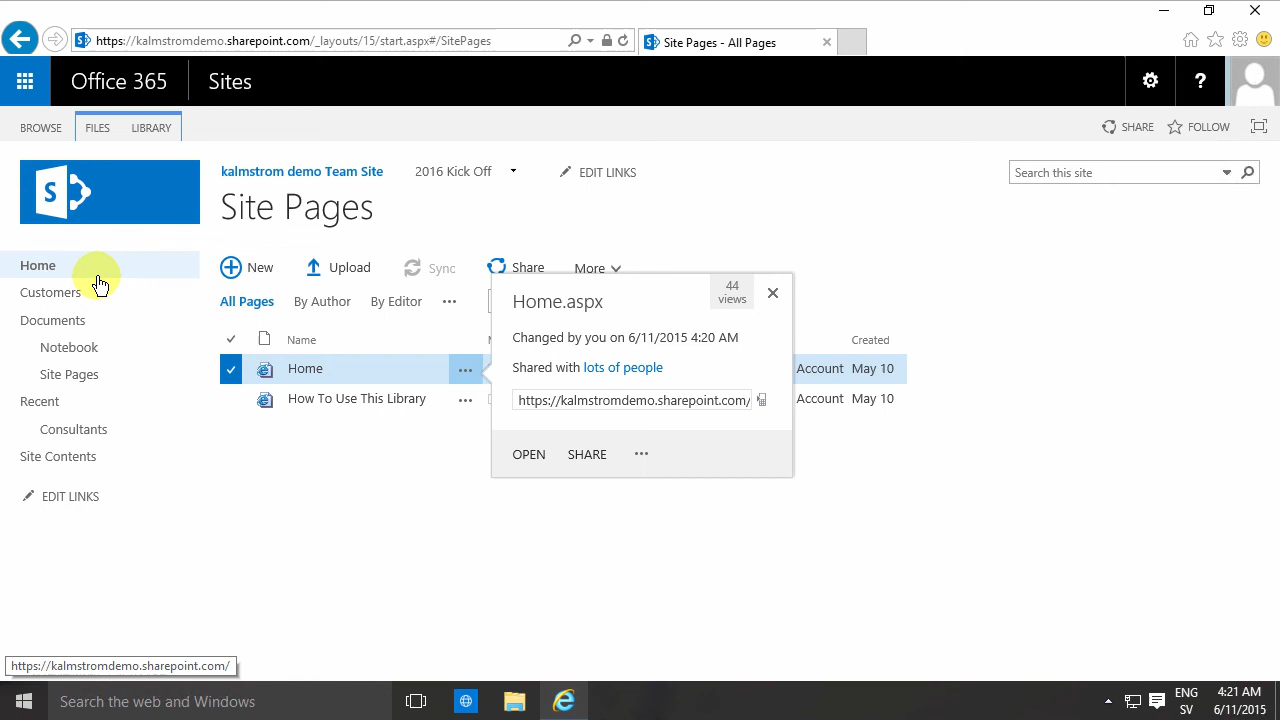 https://kalmstromdemo.sharepoint.com/_layouts/15/start.aspx#/SitePages
Site Pages - All Pages
Office 365
Sites
?
BROWSE
FILES
LIBRARY
SHARE
FOLLOW
S
kalmstrom demo Team Site
2016 Kick Off
EDIT LINKS
Search this site
Site Pages
Home
Customers
Documents
Notebook
Site Pages
Recent
Consultants
Site Contents
EDIT LINKS
New
Upload
Sync
Share
More
All Pages
By Author
By Editor
Name
Created
Home
Account
May 10
How To Use This Library
Account
May 10
Home.aspx
44
views
Changed by you on 6/11/2015 4:20 AM
Shared with lots of people
https://kalmstromdemo.sharepoint.com/
OPEN
SHARE
https://kalmstromdemo.sharepoint.com/
Search the web and Windows
ENG
SV
4:21 AM
6/11/2015